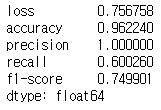 loss 0.756758
accuracy 0.962240
precision 1.000000
recall 0.600260
f1-score 0.749901
dtype: float64